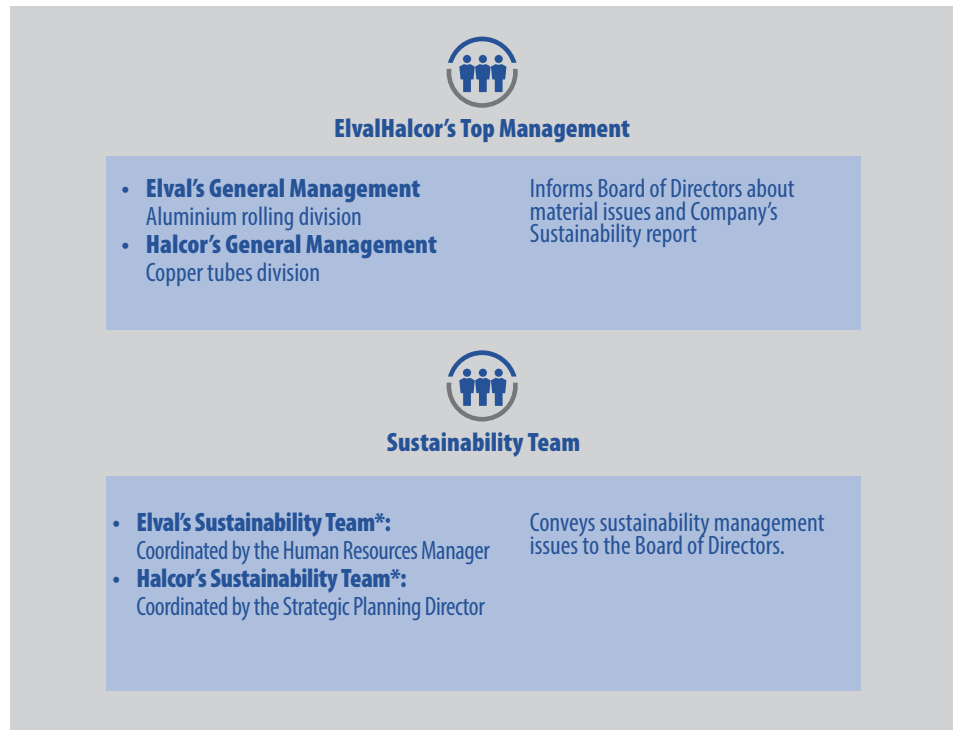 ElvalHalcor's Top Management
• Elval's General Management
Aluminium rolling division
• Halcor's General Management
Copper tubes division
Informs Board of Directors about
material issues and Company's
Sustainability report
Sustainability Team
• Elval's Sustainability Team*:
Coordinated by the Human Resources Manager
• Halcor's Sustainability Team*:
Coordinated by the Strategic Planning Director
Conveys sustainability management
issues to the Board of Directors.